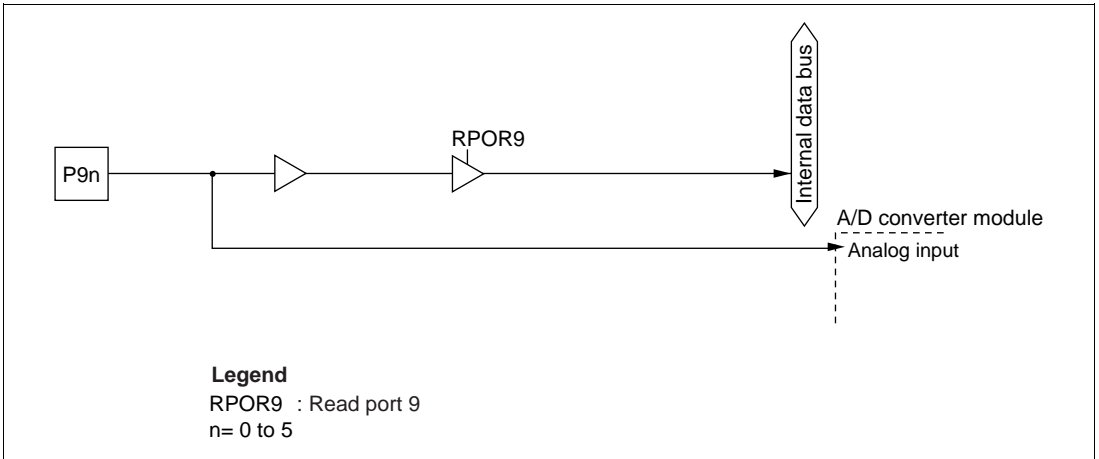 Internal data bus
RPOR9
P9n
A/D converter module
Analog input
Legend
RPOR9 : Read port 9
n= 0 to 5